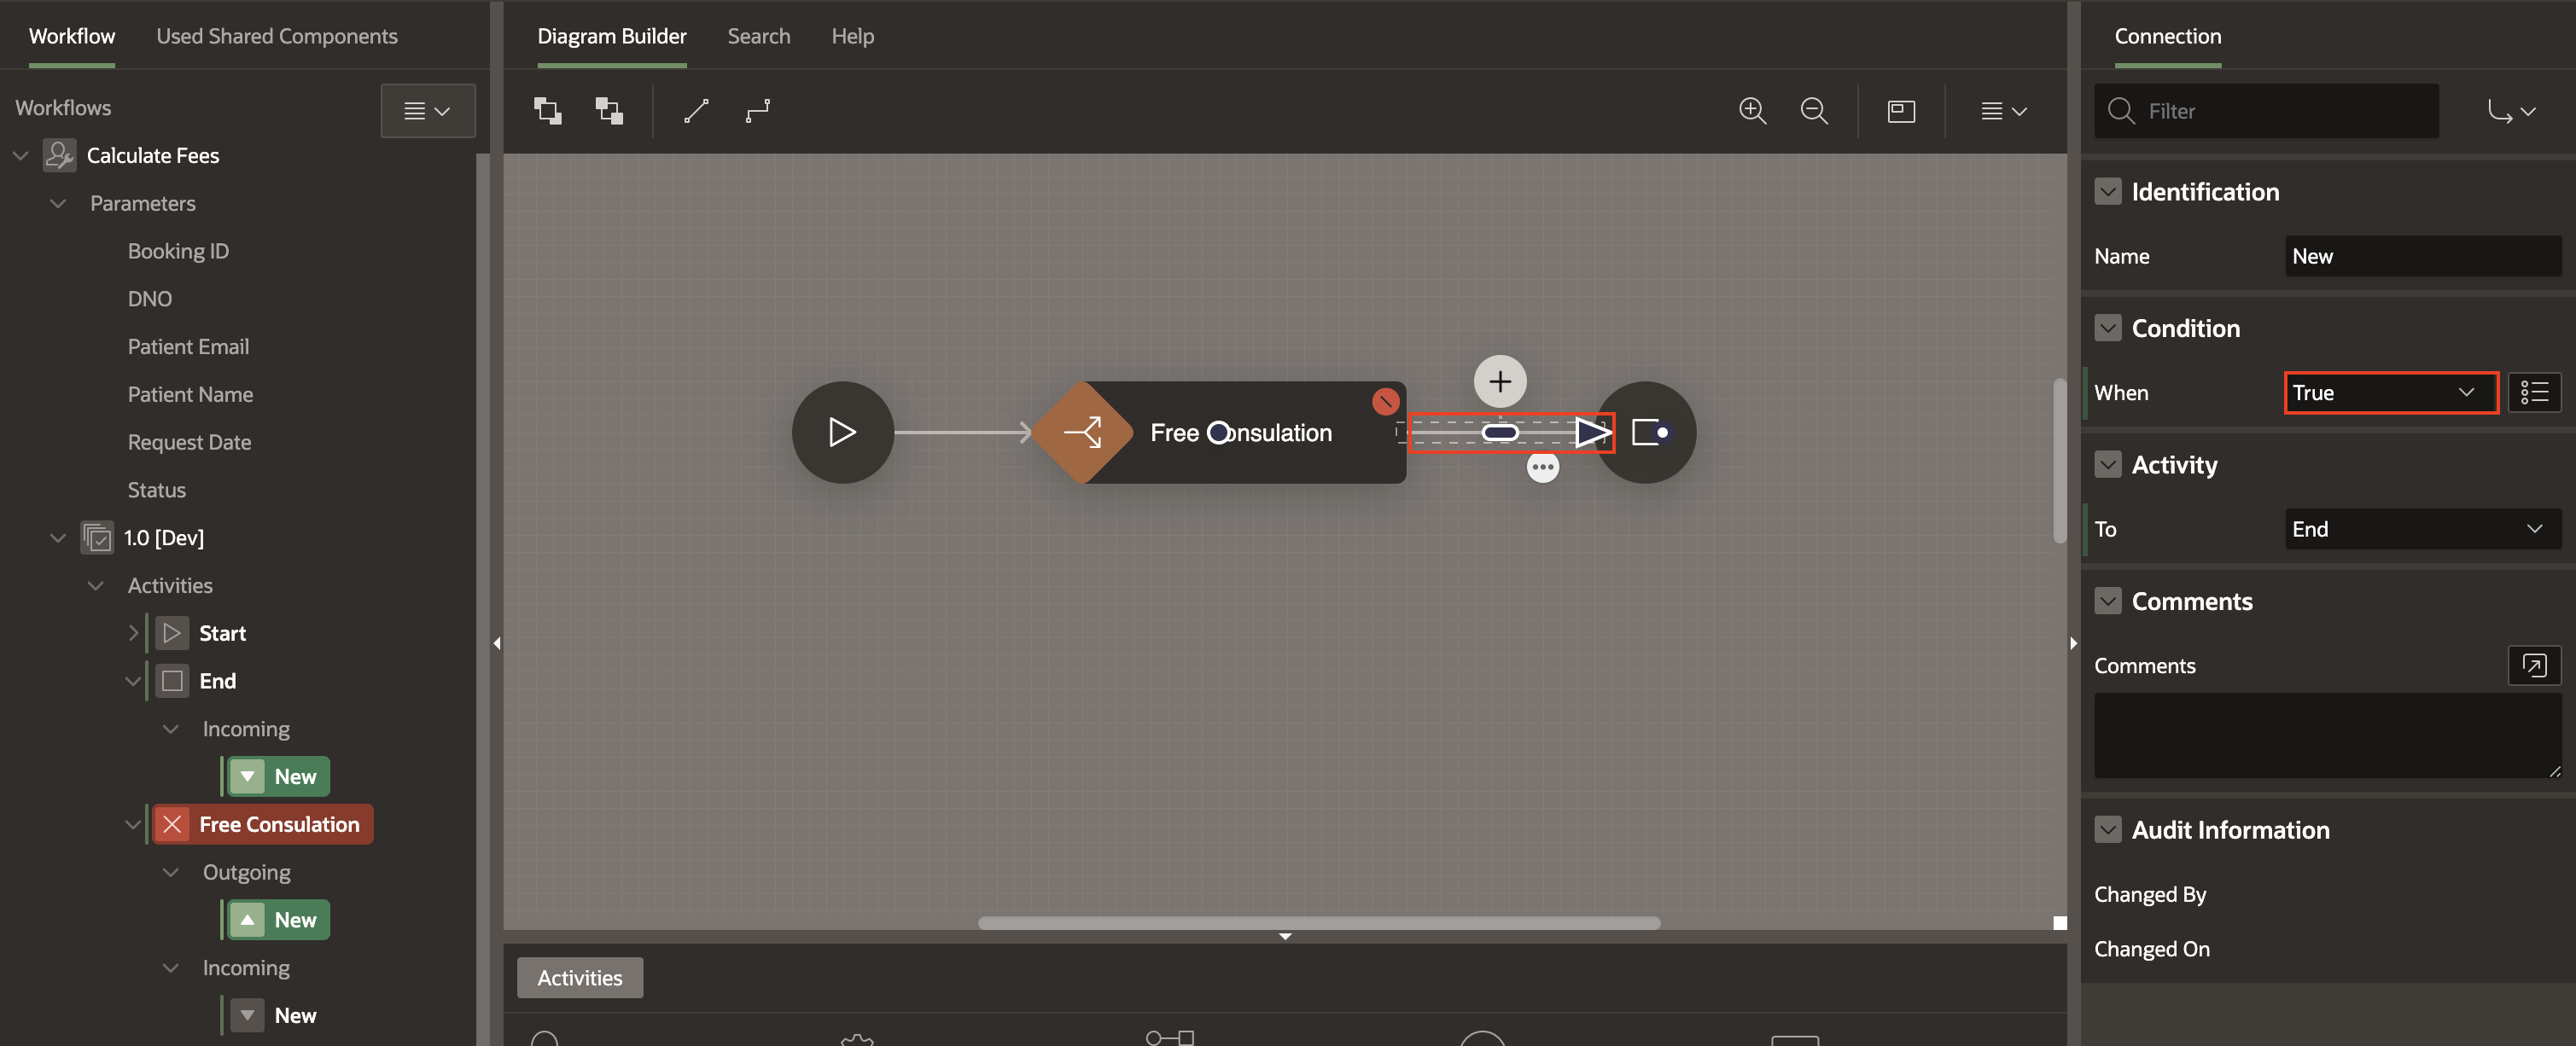 Workflow
Used Shared Components
Workflows
Calculate Fees
Parameters
Booking ID
DNO
Patient Email
Patient Name
Request Date
Status
1.0 [Dev]
Activities
Start
End
Incoming
New
Free Consulation
Outgoing
New
Incoming
New
Diagram Builder
Search
Help
Free Consulation
Activities
Connection
Filter
Identification
Name
New
Condition
When
True
Activity
To
End
Comments
Comments
Audit Information
Changed By
Changed On